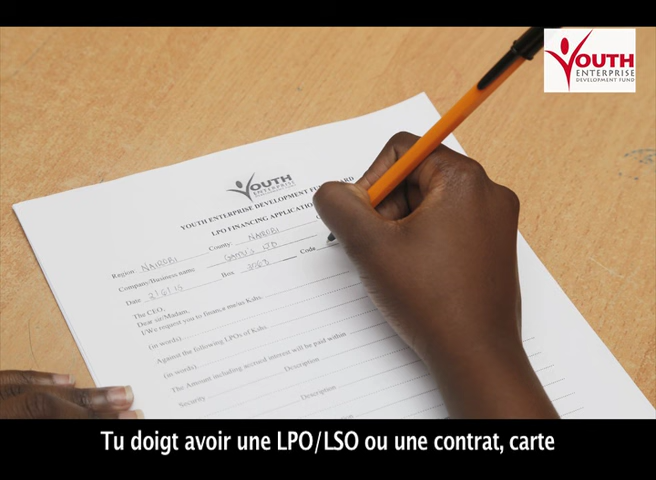 YOUTH
ENTERPRISE
DEVELOPMENT FUND
YOUTH
ENTERPRISE
YOUTH ENTERPRISE DEVELOPMENT FUND BOARD
LPO FINANCING APPLICATION
Region NAIROBI County: NAIROBI
Company/Business name
Date Box Code
The CEO,
Dear sir/Madam,
I/We request you to finance me/us Kshs.
(in words)
Against the following LPOs of Kshs.
(in words)
The Amount including accrued interest will be paid within
Security Description
Description
Tu doigt avoir une LPO/LSO ou une contrat, carte